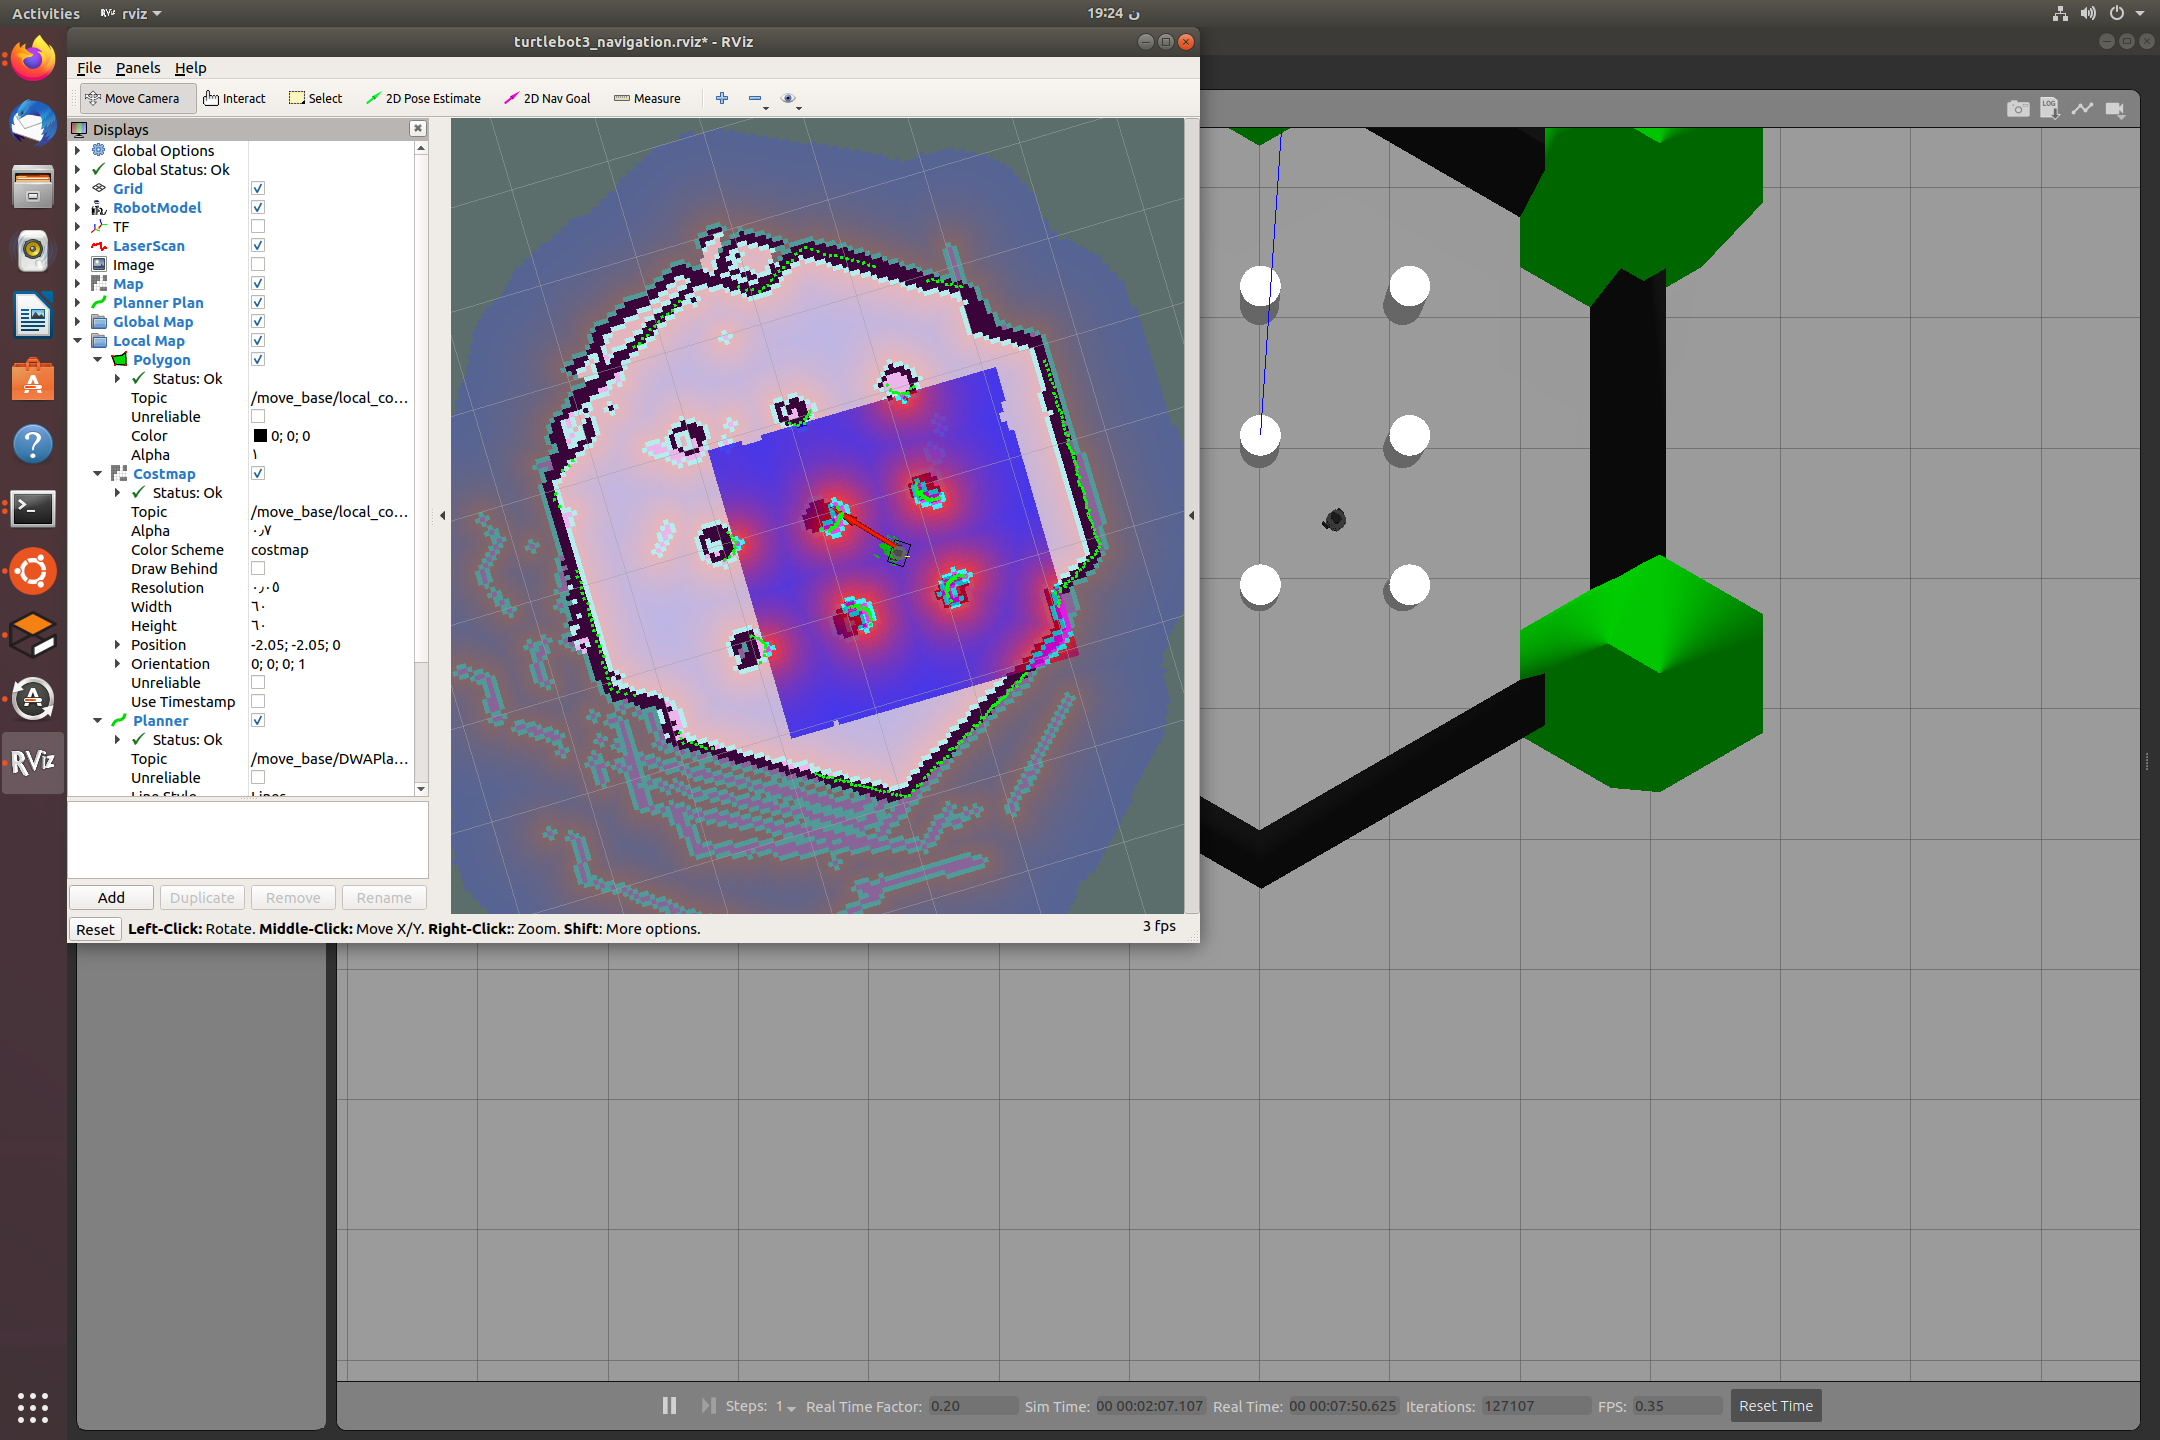 Activities
rviz
19:24 ن
turtlebot3_navigation.rviz* - RViz
File Panels Help
Move Camera Interact Select 2D Pose Estimate 2D Nav Goal Measure
Displays
Global Options
Global Status: Ok
Grid
RobotModel
TF
LaserScan
Image
Map
Planner Plan
Global Map
Local Map
Polygon
Status: Ok
Topic /move_base/local_co...
Unreliable
Color 0; 0; 0
Alpha ١
Costmap
Status: Ok
Topic /move_base/local_co...
Alpha ٠٫٧
Color Scheme costmap
Draw Behind
Resolution ٠٫٠٥
Width ٦٠
Height ٦٠
Position -2.05; -2.05; 0
Orientation 0; 0; 0; 1
Unreliable
Use Timestamp
Planner
Status: Ok
Topic /move_base/DWAPla...
Unreliable
Line Style Lines
Add Duplicate Remove Rename
Reset Left-Click: Rotate. Middle-Click: Move X/Y. Right-Click:: Zoom. Shift: More options. 3 fps
LOG
RViz
Steps: 1 Real Time Factor: 0.20 Sim Time: 00 00:02:07.107 Real Time: 00 00:07:50.625 Iterations: 127107 FPS: 0.35 Reset Time